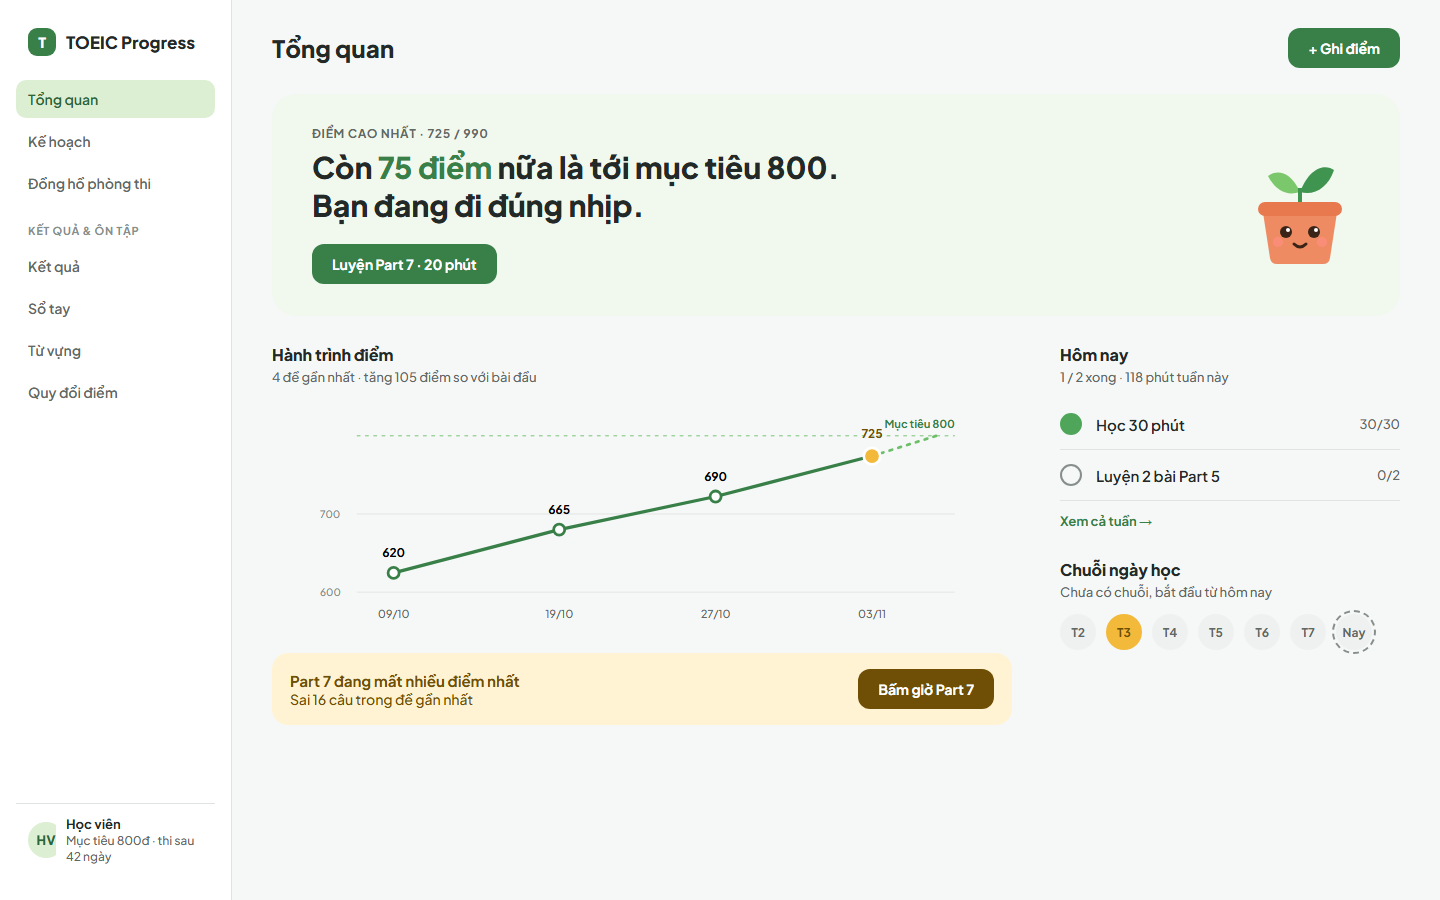 T TOEIC Progress
Tổng quan
Kế hoạch
Đồng hồ phòng thi
KẾT QUẢ & ÔN TẬP
Kết quả
Sổ tay
Từ vựng
Quy đổi điểm
HV
Học viên
Mục tiêu 800đ · thi sau
42 ngày
Tổng quan
+ Ghi điểm
ĐIỂM CAO NHẤT · 725 / 990
Còn 75 điểm nữa là tới mục tiêu 800.
Bạn đang đi đúng nhịp.
Luyện Part 7 · 20 phút
Hành trình điểm
4 đề gần nhất · tăng 105 điểm so với bài đầu
Mục tiêu 800
725
690
665
620
700
600
09/10 19/10 27/10 03/11
Part 7 đang mất nhiều điểm nhất
Sai 16 câu trong đề gần nhất
Bấm giờ Part 7
Hôm nay
1 / 2 xong · 118 phút tuần này
Học 30 phút 30/30
Luyện 2 bài Part 5 0/2
Xem cả tuần →
Chuỗi ngày học
Chưa có chuỗi, bắt đầu từ hôm nay
T2 T3 T4 T5 T6 T7 Nay